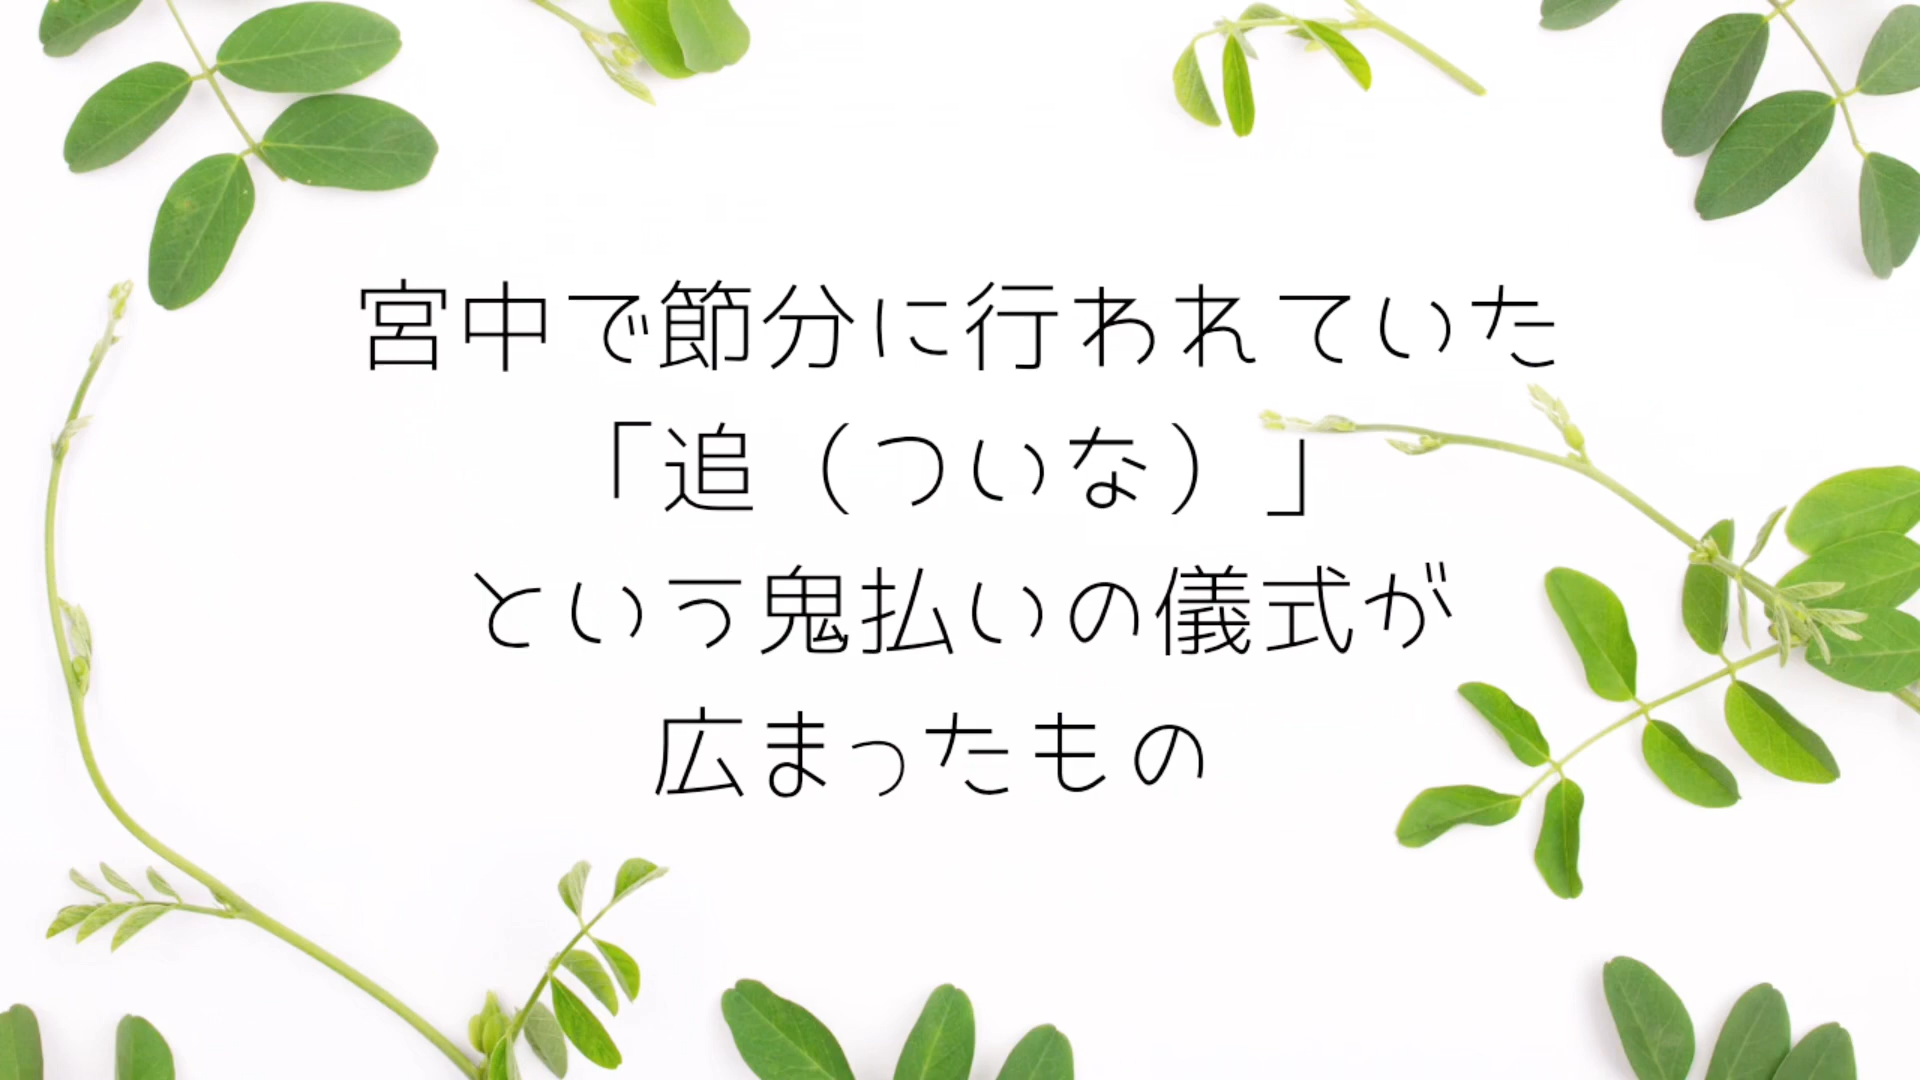 宮中で節分に行われていた
「追（ついな）」
という鬼払いの儀式が
広まったもの